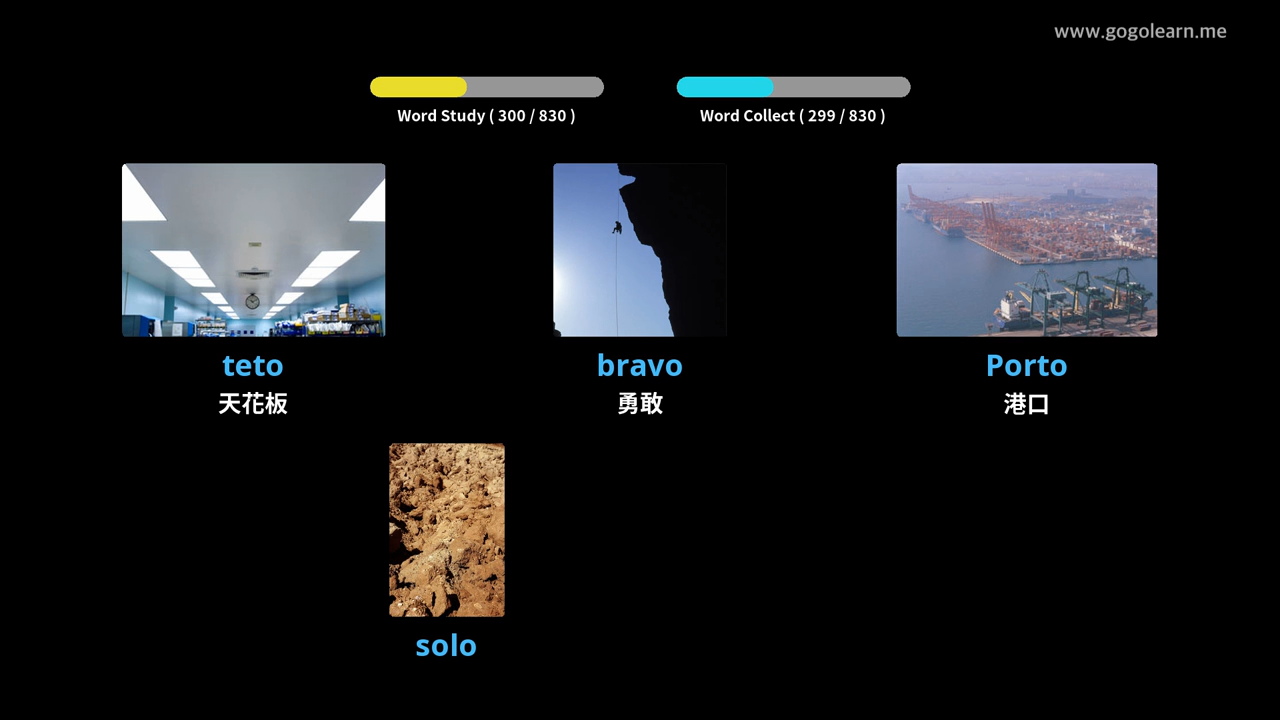 www.gogolearn.me
Word Study ( 300 / 830 )
Word Collect ( 299 / 830 )
teto
天花板
bravo
勇敢
Porto
港口
solo